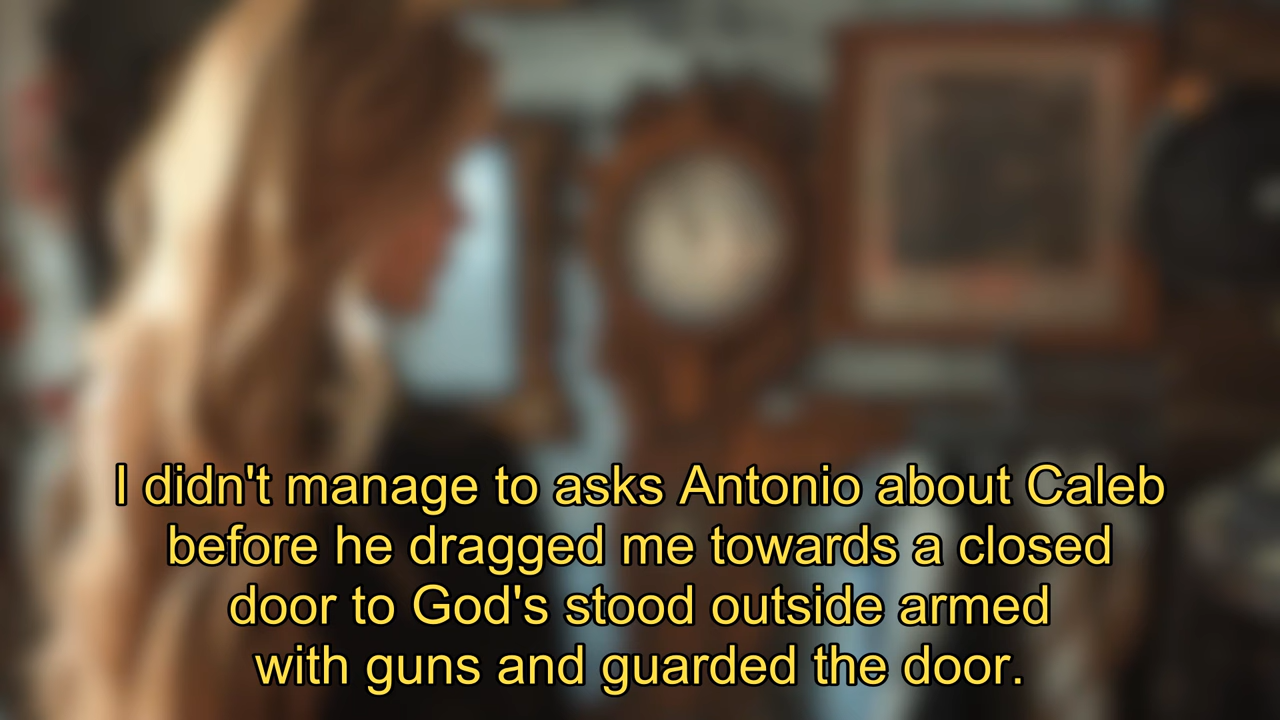 I didn't manage to asks Antonio about Caleb
before he dragged me towards a closed
door to God's stood outside armed
with guns and guarded the door.